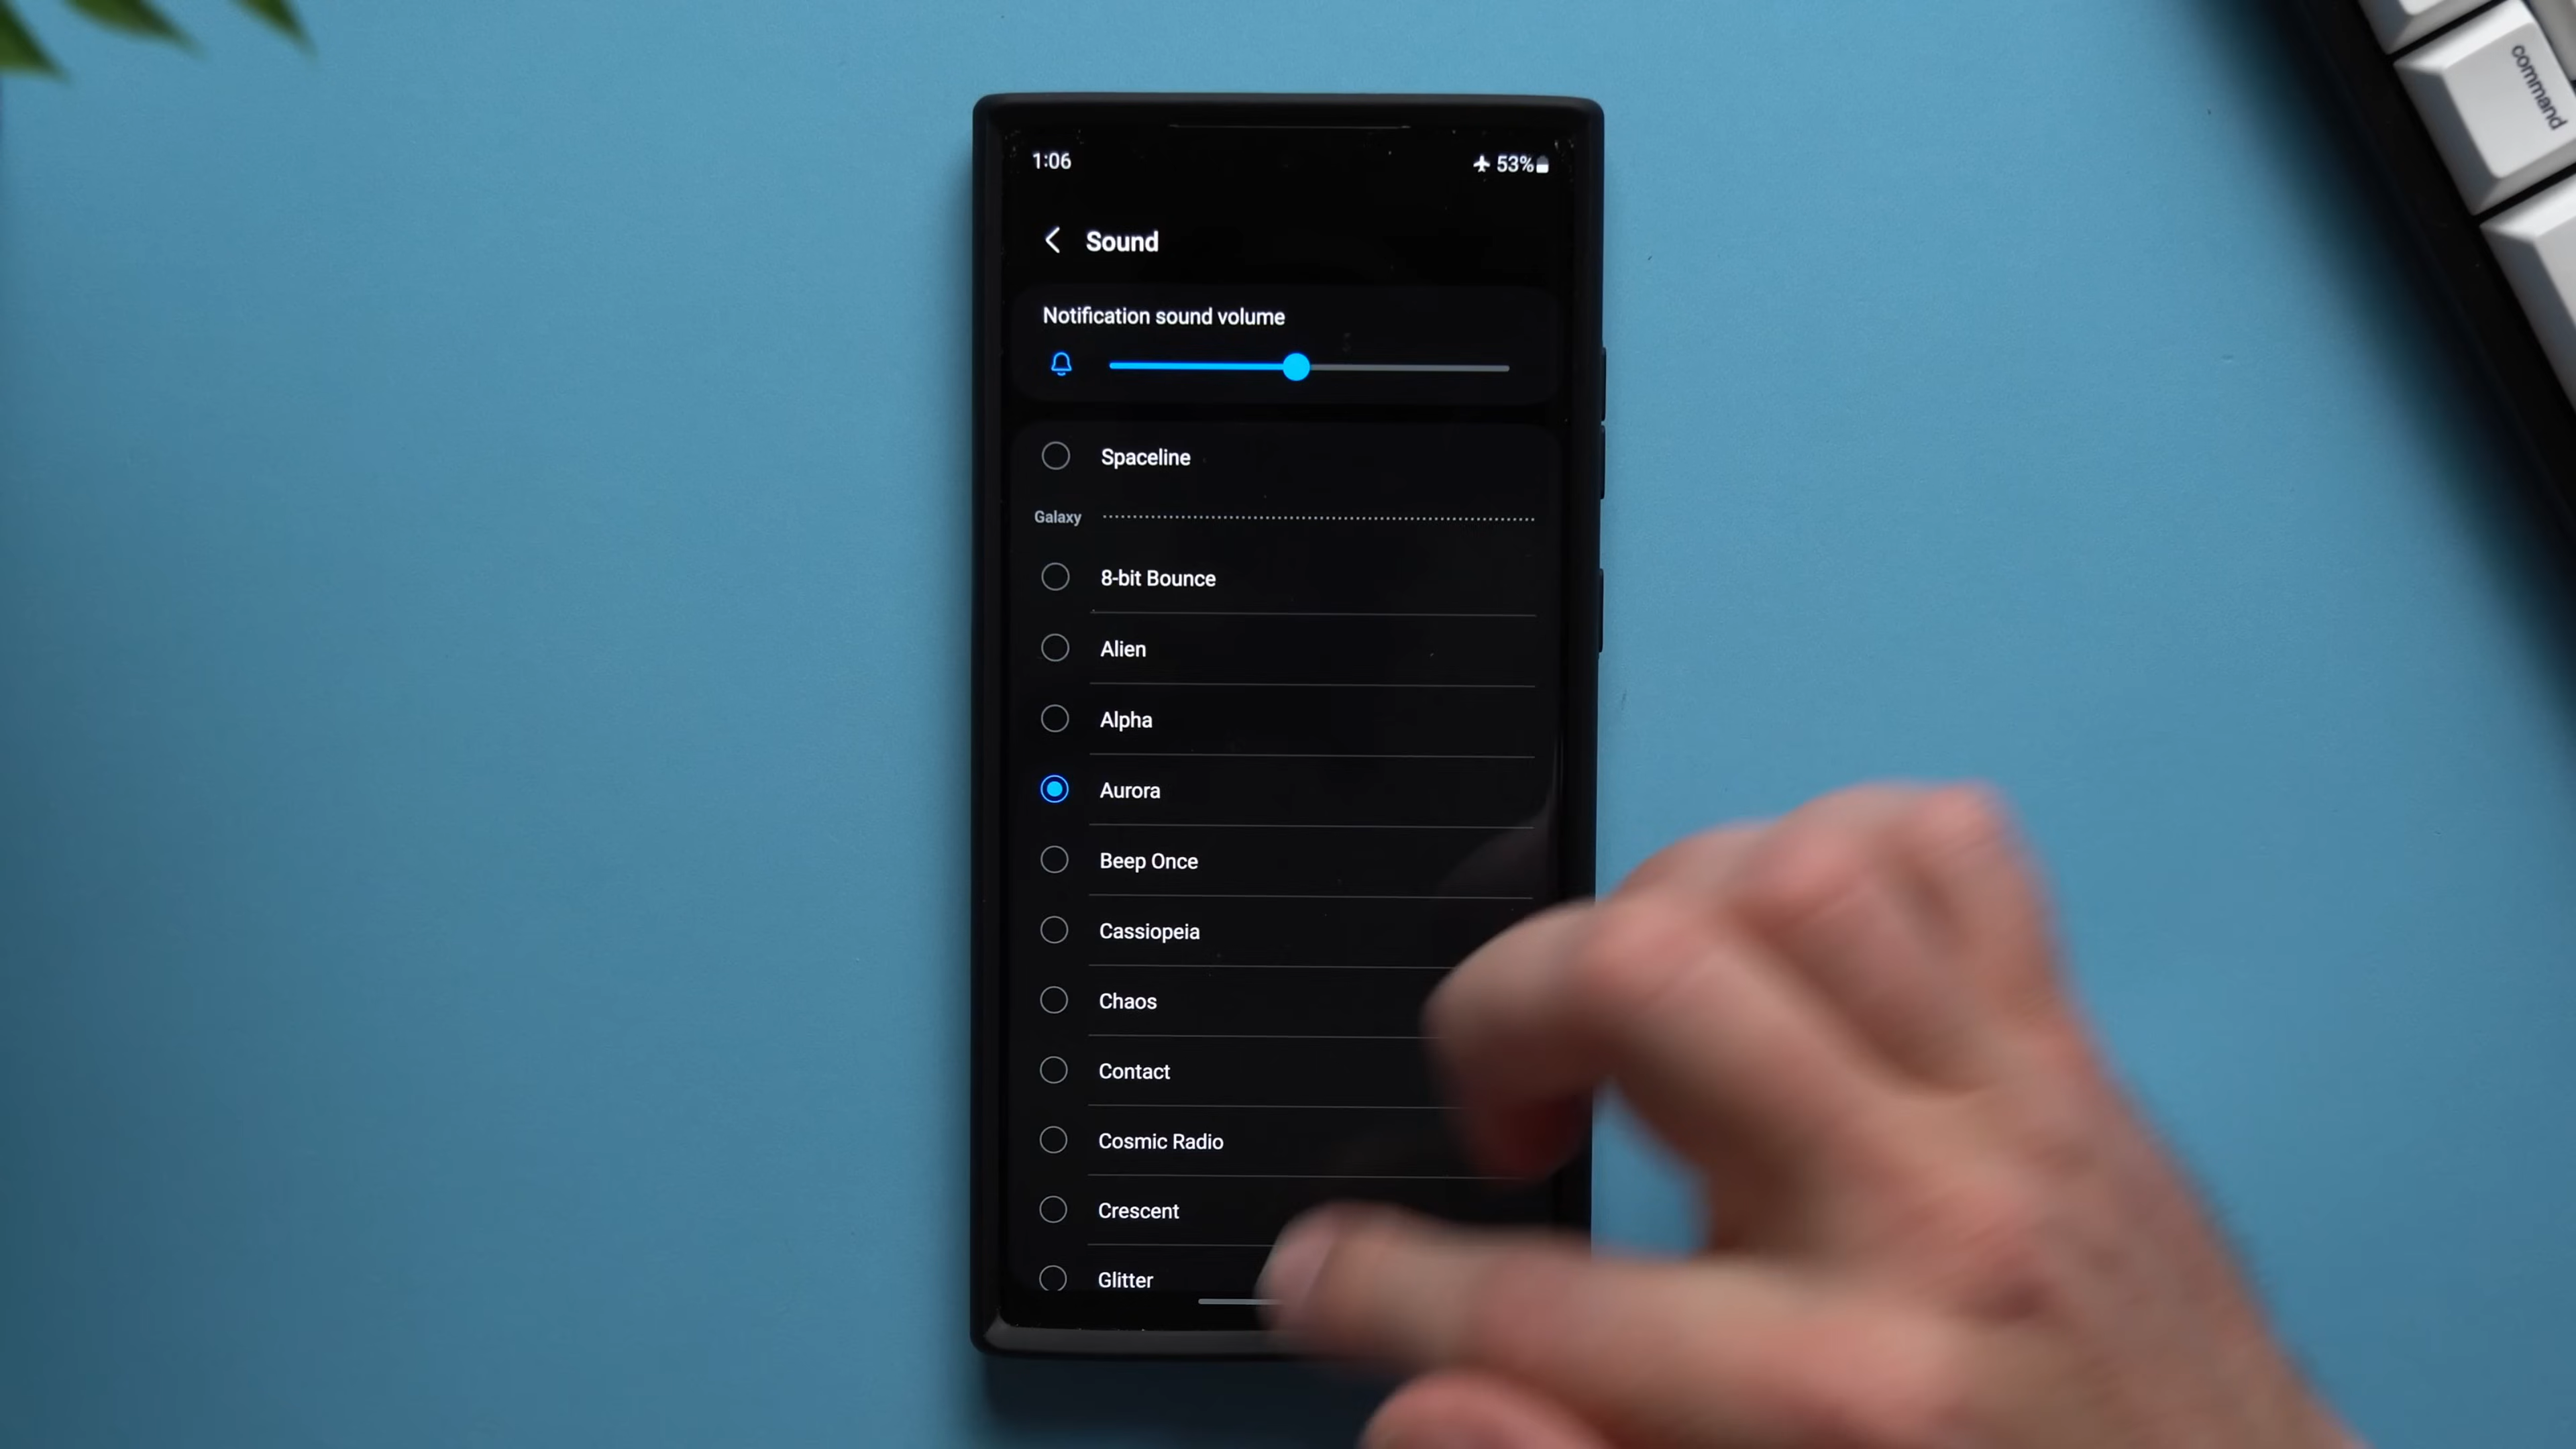 1:06
53%
Sound
Notification sound volume
Spaceline
Galaxy
8-bit Bounce
Alien
Alpha
Aurora
Beep Once
Cassiopeia
Chaos
Contact
Cosmic Radio
Crescent
Glitter
command